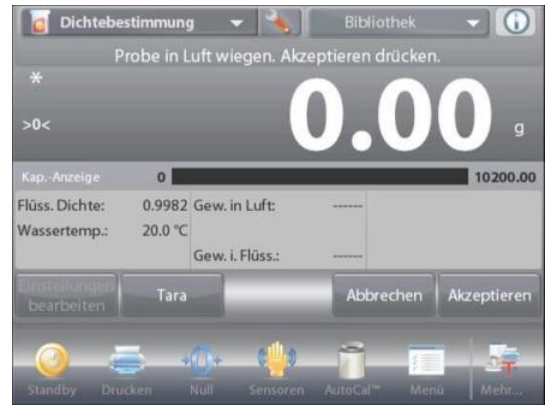 Dichtebestimmung
Bibliothek
Probe in Luft wiegen. Akzeptieren drücken.
*
>0<
0.00 g
Kap.-Anzeige 0 10200.00
Flüss. Dichte: 0.9982 Gew. in Luft: ------
Wassertemp.: 20.0 °C
Gew. i. Flüss.: ------
Einstellungen
bearbeiten
Tara
Abbrechen
Akzeptieren
Standby Drucken Null Sensoren AutoCal™ Menü Mehr...